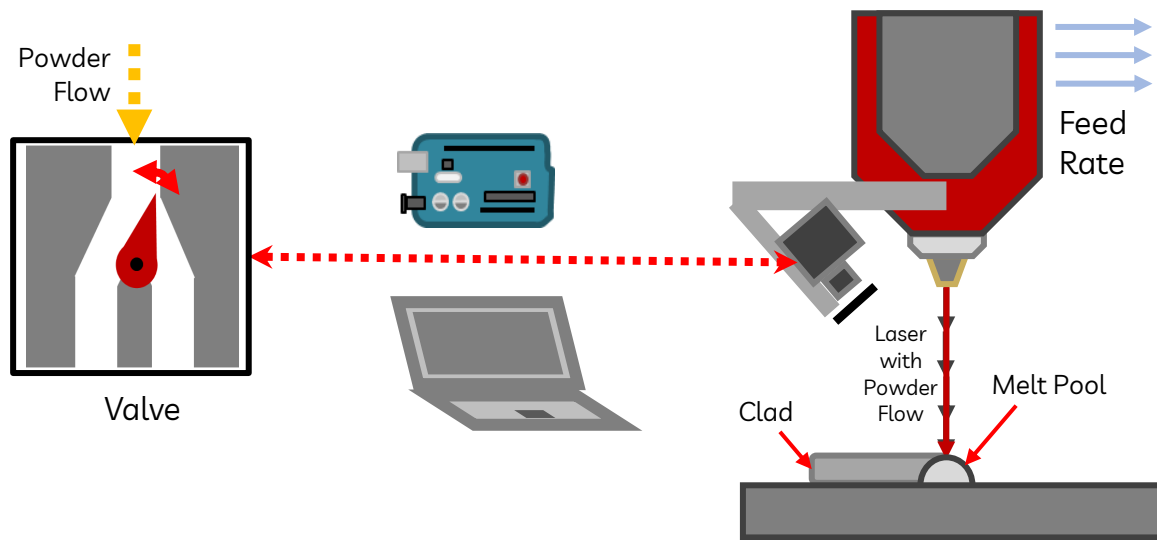 Powder
Flow
Valve
Feed
Rate
Laser
with
Powder
Flow
Melt Pool
Clad